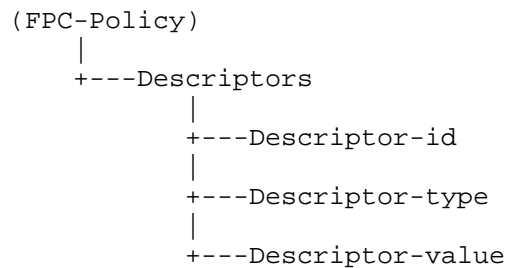 (FPC-Policy)
|
+---Descriptors
|
+---Descriptor-id
|
+---Descriptor-type
|
+---Descriptor-value